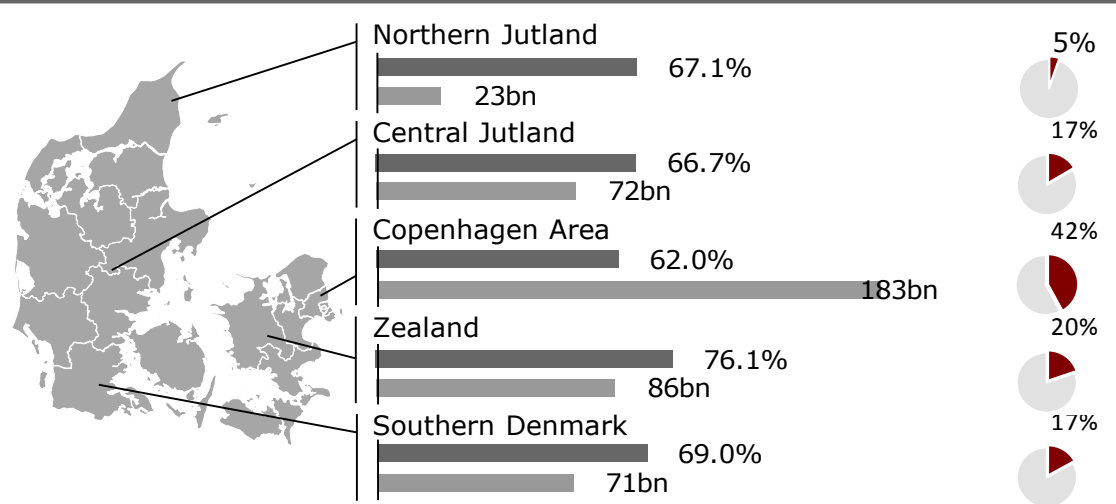 Northern Jutland
5%
67.1%
23bn
Central Jutland
17%
66.7%
72bn
Copenhagen Area
42%
62.0%
183bn
Zealand
20%
76.1%
86bn
Southern Denmark
17%
69.0%
71bn